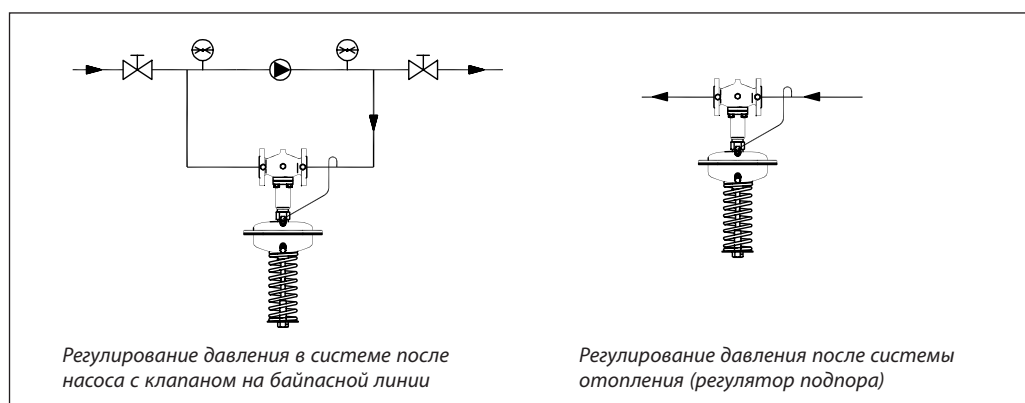 Регулирование давления в системе после
насоса с клапаном на байпасной линии
Регулирование давления после системы
отопления (регулятор подпора)